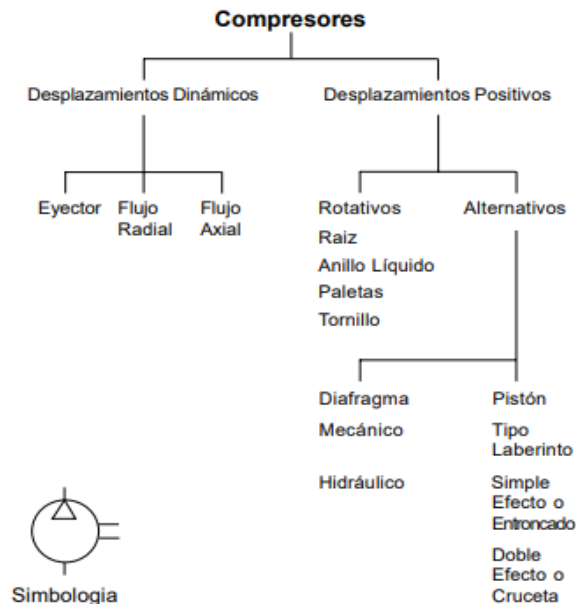 Compresores
Desplazamientos Dinámicos
Desplazamientos Positivos
Eyector
Flujo
Radial
Flujo
Axial
Rotativos
Raiz
Anillo Líquido
Paletas
Tornillo
Alternativos
Diafragma
Mecánico
Hidráulico
Pistón
Tipo
Laberinto
Simple
Efecto o
Entroncado
Doble
Efecto o
Cruceta
Simbologia